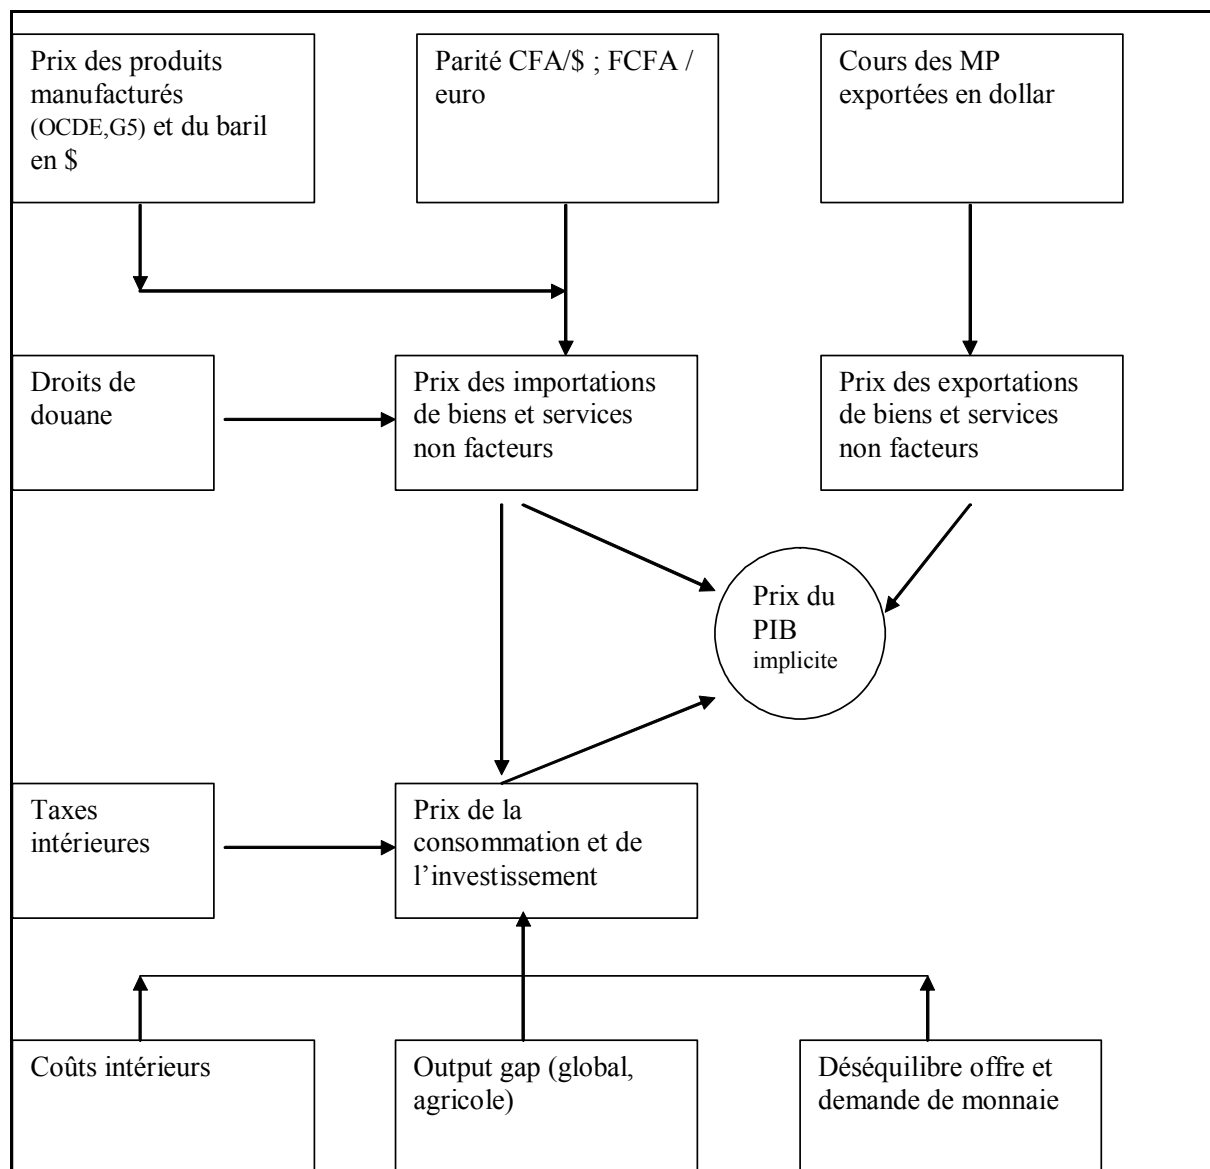 Prix des produits
manufacturés
(OCDE,G5) et du baril
en $
Parité CFA/$ ; FCFA /
euro
Cours des MP
exportées en dollar
Droits de
douane
Prix des importations
de biens et services
non facteurs
Prix des exportations
de biens et services
non facteurs
Prix du
PIB
implicite
Taxes
intérieures
Prix de la
consommation et de
l’investissement
Coûts intérieurs
Output gap (global,
agricole)
Déséquilibre offre et
demande de monnaie